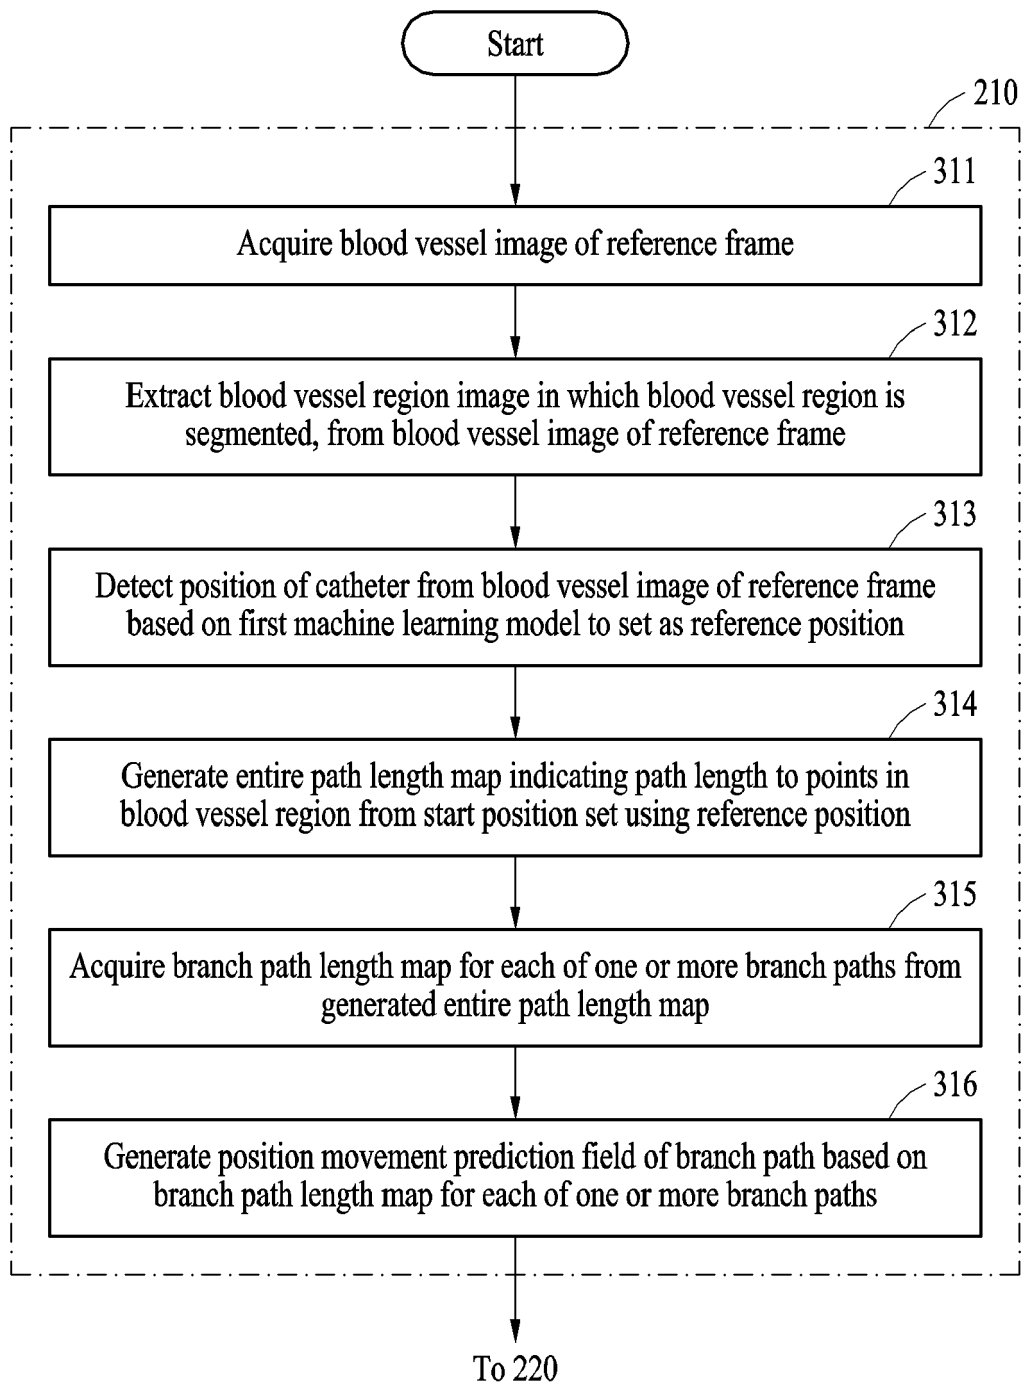 Start
210
311
Acquire blood vessel image of reference frame
312
Extract blood vessel region image in which blood vessel region is
segmented, from blood vessel image of reference frame
313
Detect position of catheter from blood vessel image of reference frame
based on first machine learning model to set as reference position
314
Generate entire path length map indicating path length to points in
blood vessel region from start position set using reference position
315
Acquire branch path length map for each of one or more branch paths from
generated entire path length map
316
Generate position movement prediction field of branch path based on
branch path length map for each of one or more branch paths
To 220